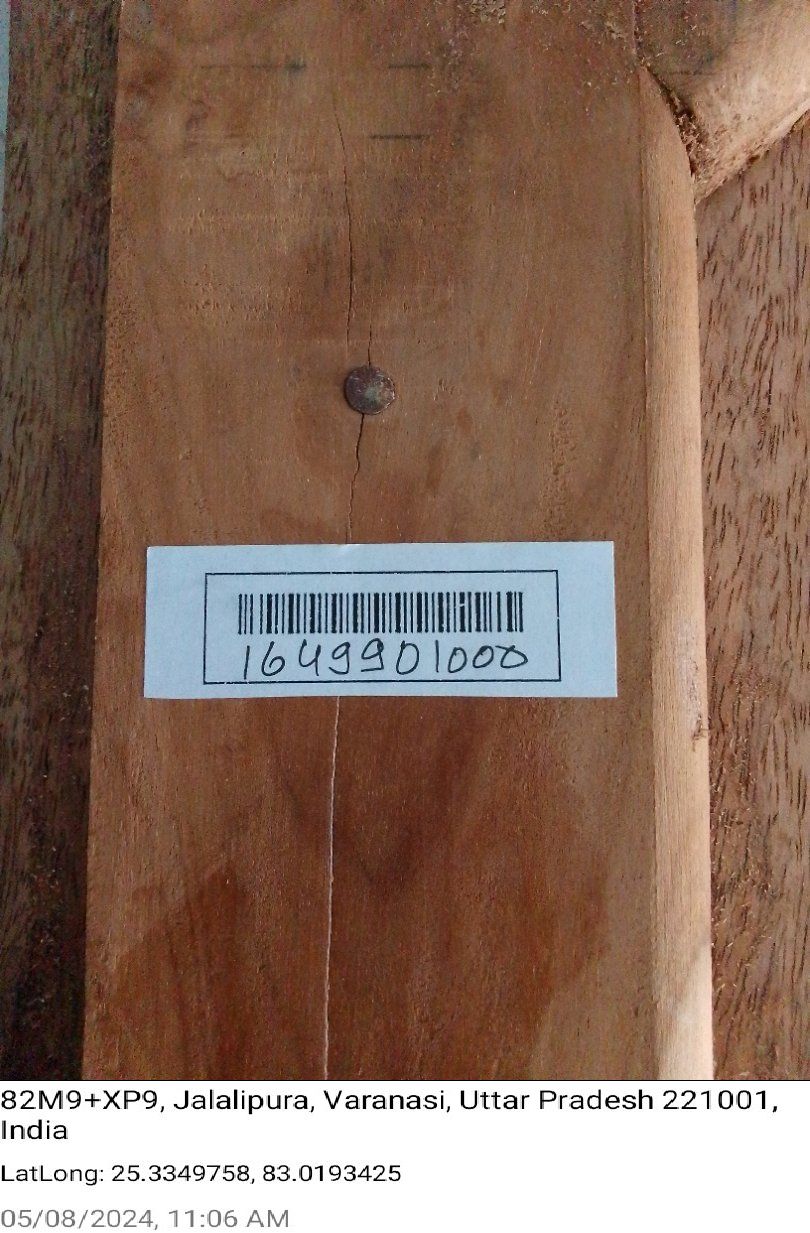 1649901000
82M9+XP9, Jalalipura, Varanasi, Uttar Pradesh 221001,
India
LatLong: 25.3349758, 83.0193425
05/08/2024, 11:06 AM